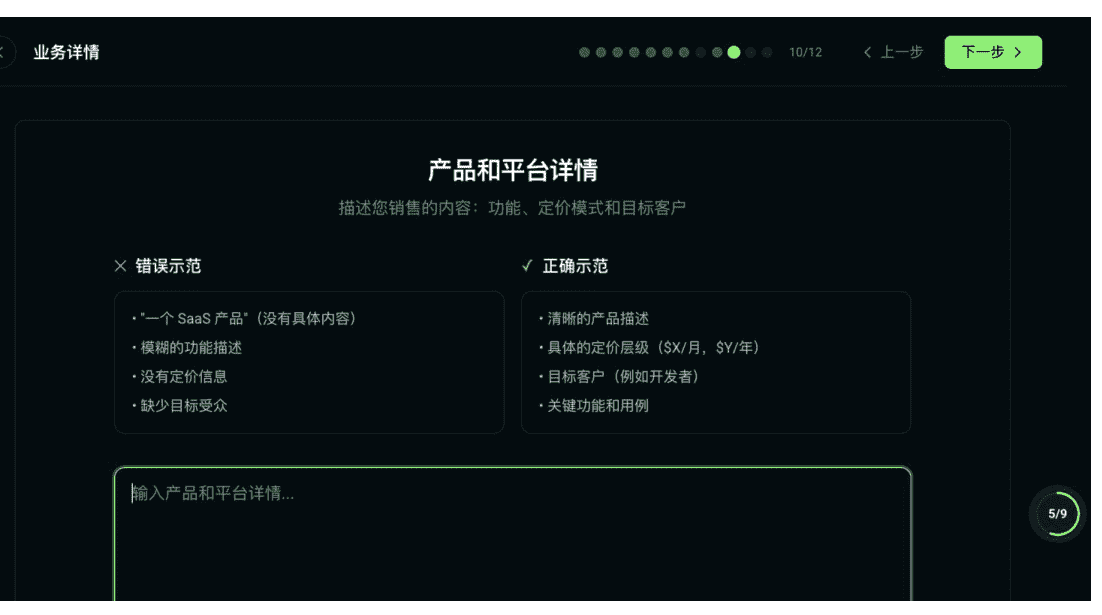 业务详情
10/12
上一步
下一步
产品和平台详情
描述您销售的内容：功能、定价模式和目标客户
错误示范
• "一个 SaaS 产品"（没有具体内容）
• 模糊的功能描述
• 没有定价信息
• 缺少目标受众
正确示范
• 清晰的产品描述
• 具体的定价层级（$X/月，$Y/年）
• 目标客户（例如开发者）
• 关键功能和用例
输入产品和平台详情...
5/9